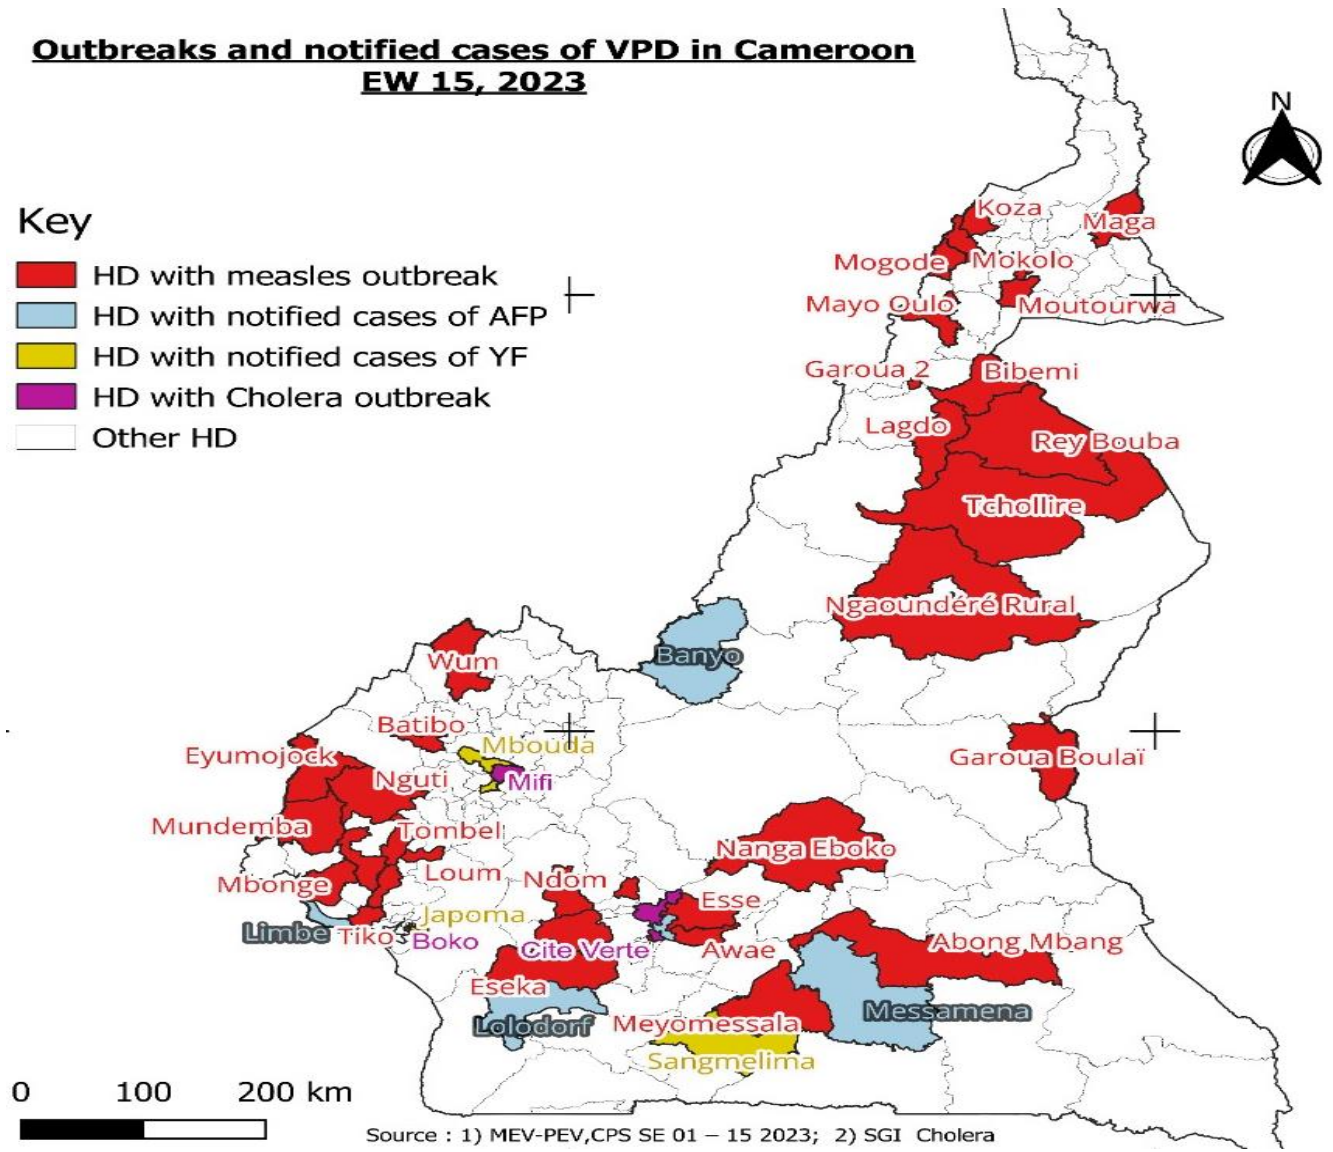 Outbreaks and notified cases of VPD in Cameroon
EW 15, 2023
N
Key
HD with measles outbreak
HD with notified cases of AFP
HD with notified cases of YF
HD with Cholera outbreak
Other HD
Koza
Maga
Mogode
Mokolo
Mayo Oulo
Moutourwa
Garoua 2
Bibemi
Lagdo
Rey Bouba
Tchollire
Ngaoundéré Rural
Banyo
Wum
Batibo
Mbouda
Eyumojock
Nguti
Mifi
Garoua Boulaï
Mundemba
Tombel
Nanga Eboko
Mbonge
Loum
Ndom
Esse
Japoma
Limbe
Tiko
Boko
Cite Verte
Awae
Abong Mbang
Eseka
Lolodorf
Meyomessala
Messamena
Sangmelima
0 100 200 km
Source : 1) MEV-PEV,CPS SE 01 – 15 2023; 2) SGI Cholera